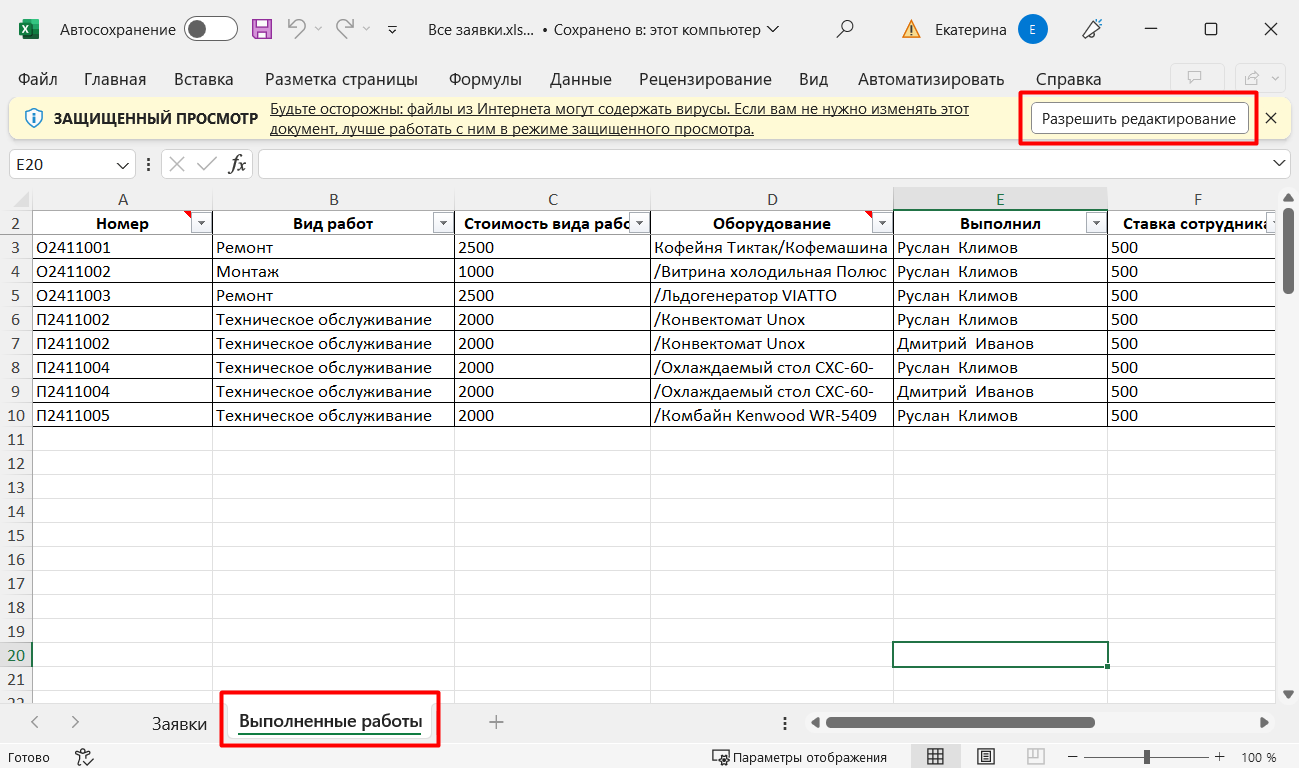 Автосохранение Все заявки.xls... • Сохранено в: этот компьютер Екатерина E
Файл Главная Вставка Разметка страницы Формулы Данные Рецензирование Вид Автоматизировать Справка
ЗАЩИЩЕННЫЙ ПРОСМОТР Будьте осторожны: файлы из Интернета могут содержать вирусы. Если вам не нужно изменять этот
документ, лучше работать с ним в режиме защищенного просмотра.
Разрешить редактирование
E20 fx
A B C D E F
2 Номер Вид работ Стоимость вида рабо Оборудование Выполнил Ставка сотрудника
3 О2411001 Ремонт 2500 Кофейня Тиктак/Кофемашина Руслан Климов 500
4 О2411002 Монтаж 1000 /Витрина холодильная Полюс Руслан Климов 500
5 О2411003 Ремонт 2500 /Льдогенератор VIATTO Руслан Климов 500
6 П2411002 Техническое обслуживание 2000 /Конвектомат Unox Руслан Климов 500
7 П2411002 Техническое обслуживание 2000 /Конвектомат Unox Дмитрий Иванов 500
8 П2411004 Техническое обслуживание 2000 /Охлаждаемый стол СХС-60- Руслан Климов 500
9 П2411004 Техническое обслуживание 2000 /Охлаждаемый стол СХС-60- Дмитрий Иванов 500
10 П2411005 Техническое обслуживание 2000 /Комбайн Kenwood WR-5409 Руслан Климов 500
11
12
13
14
15
16
17
18
19
20
21
22
Заявки Выполненные работы
Готово Параметры отображения 100 %